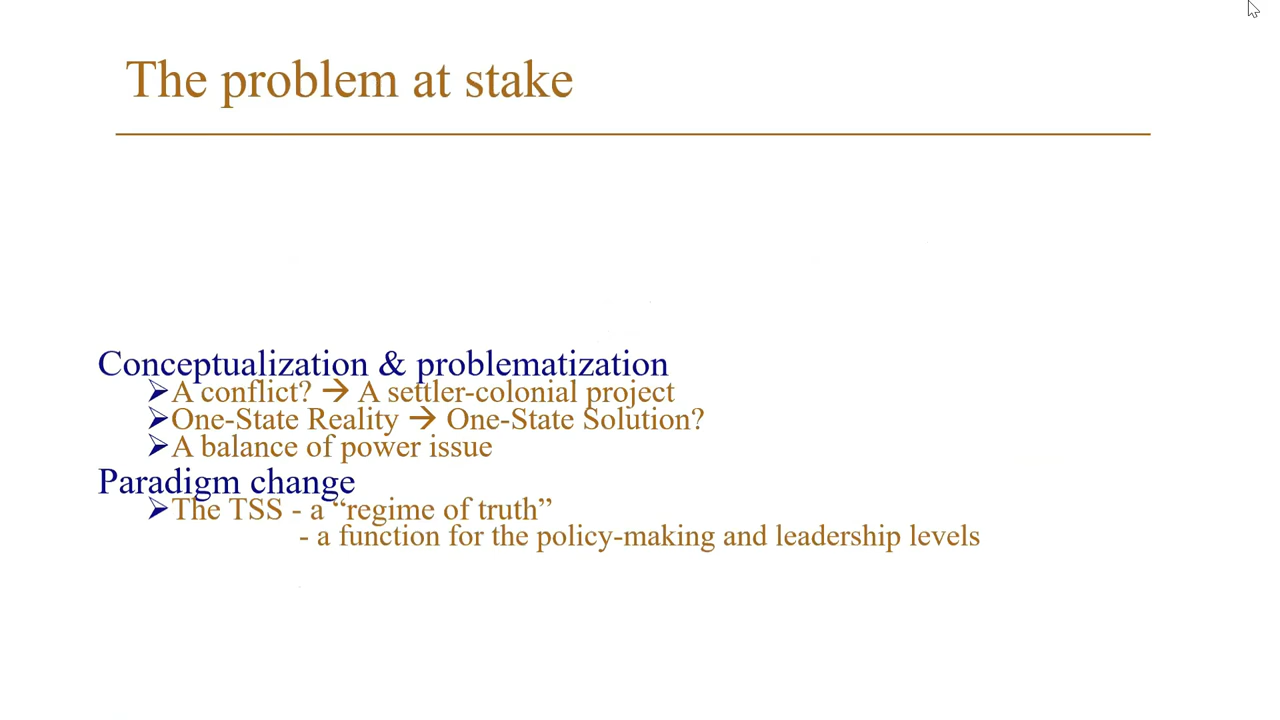 The problem at stake
Conceptualization & problematization
➢A conflict? → A settler-colonial project
➢One-State Reality → One-State Solution?
➢A balance of power issue
Paradigm change
➢The TSS - a “regime of truth”
- a function for the policy-making and leadership levels